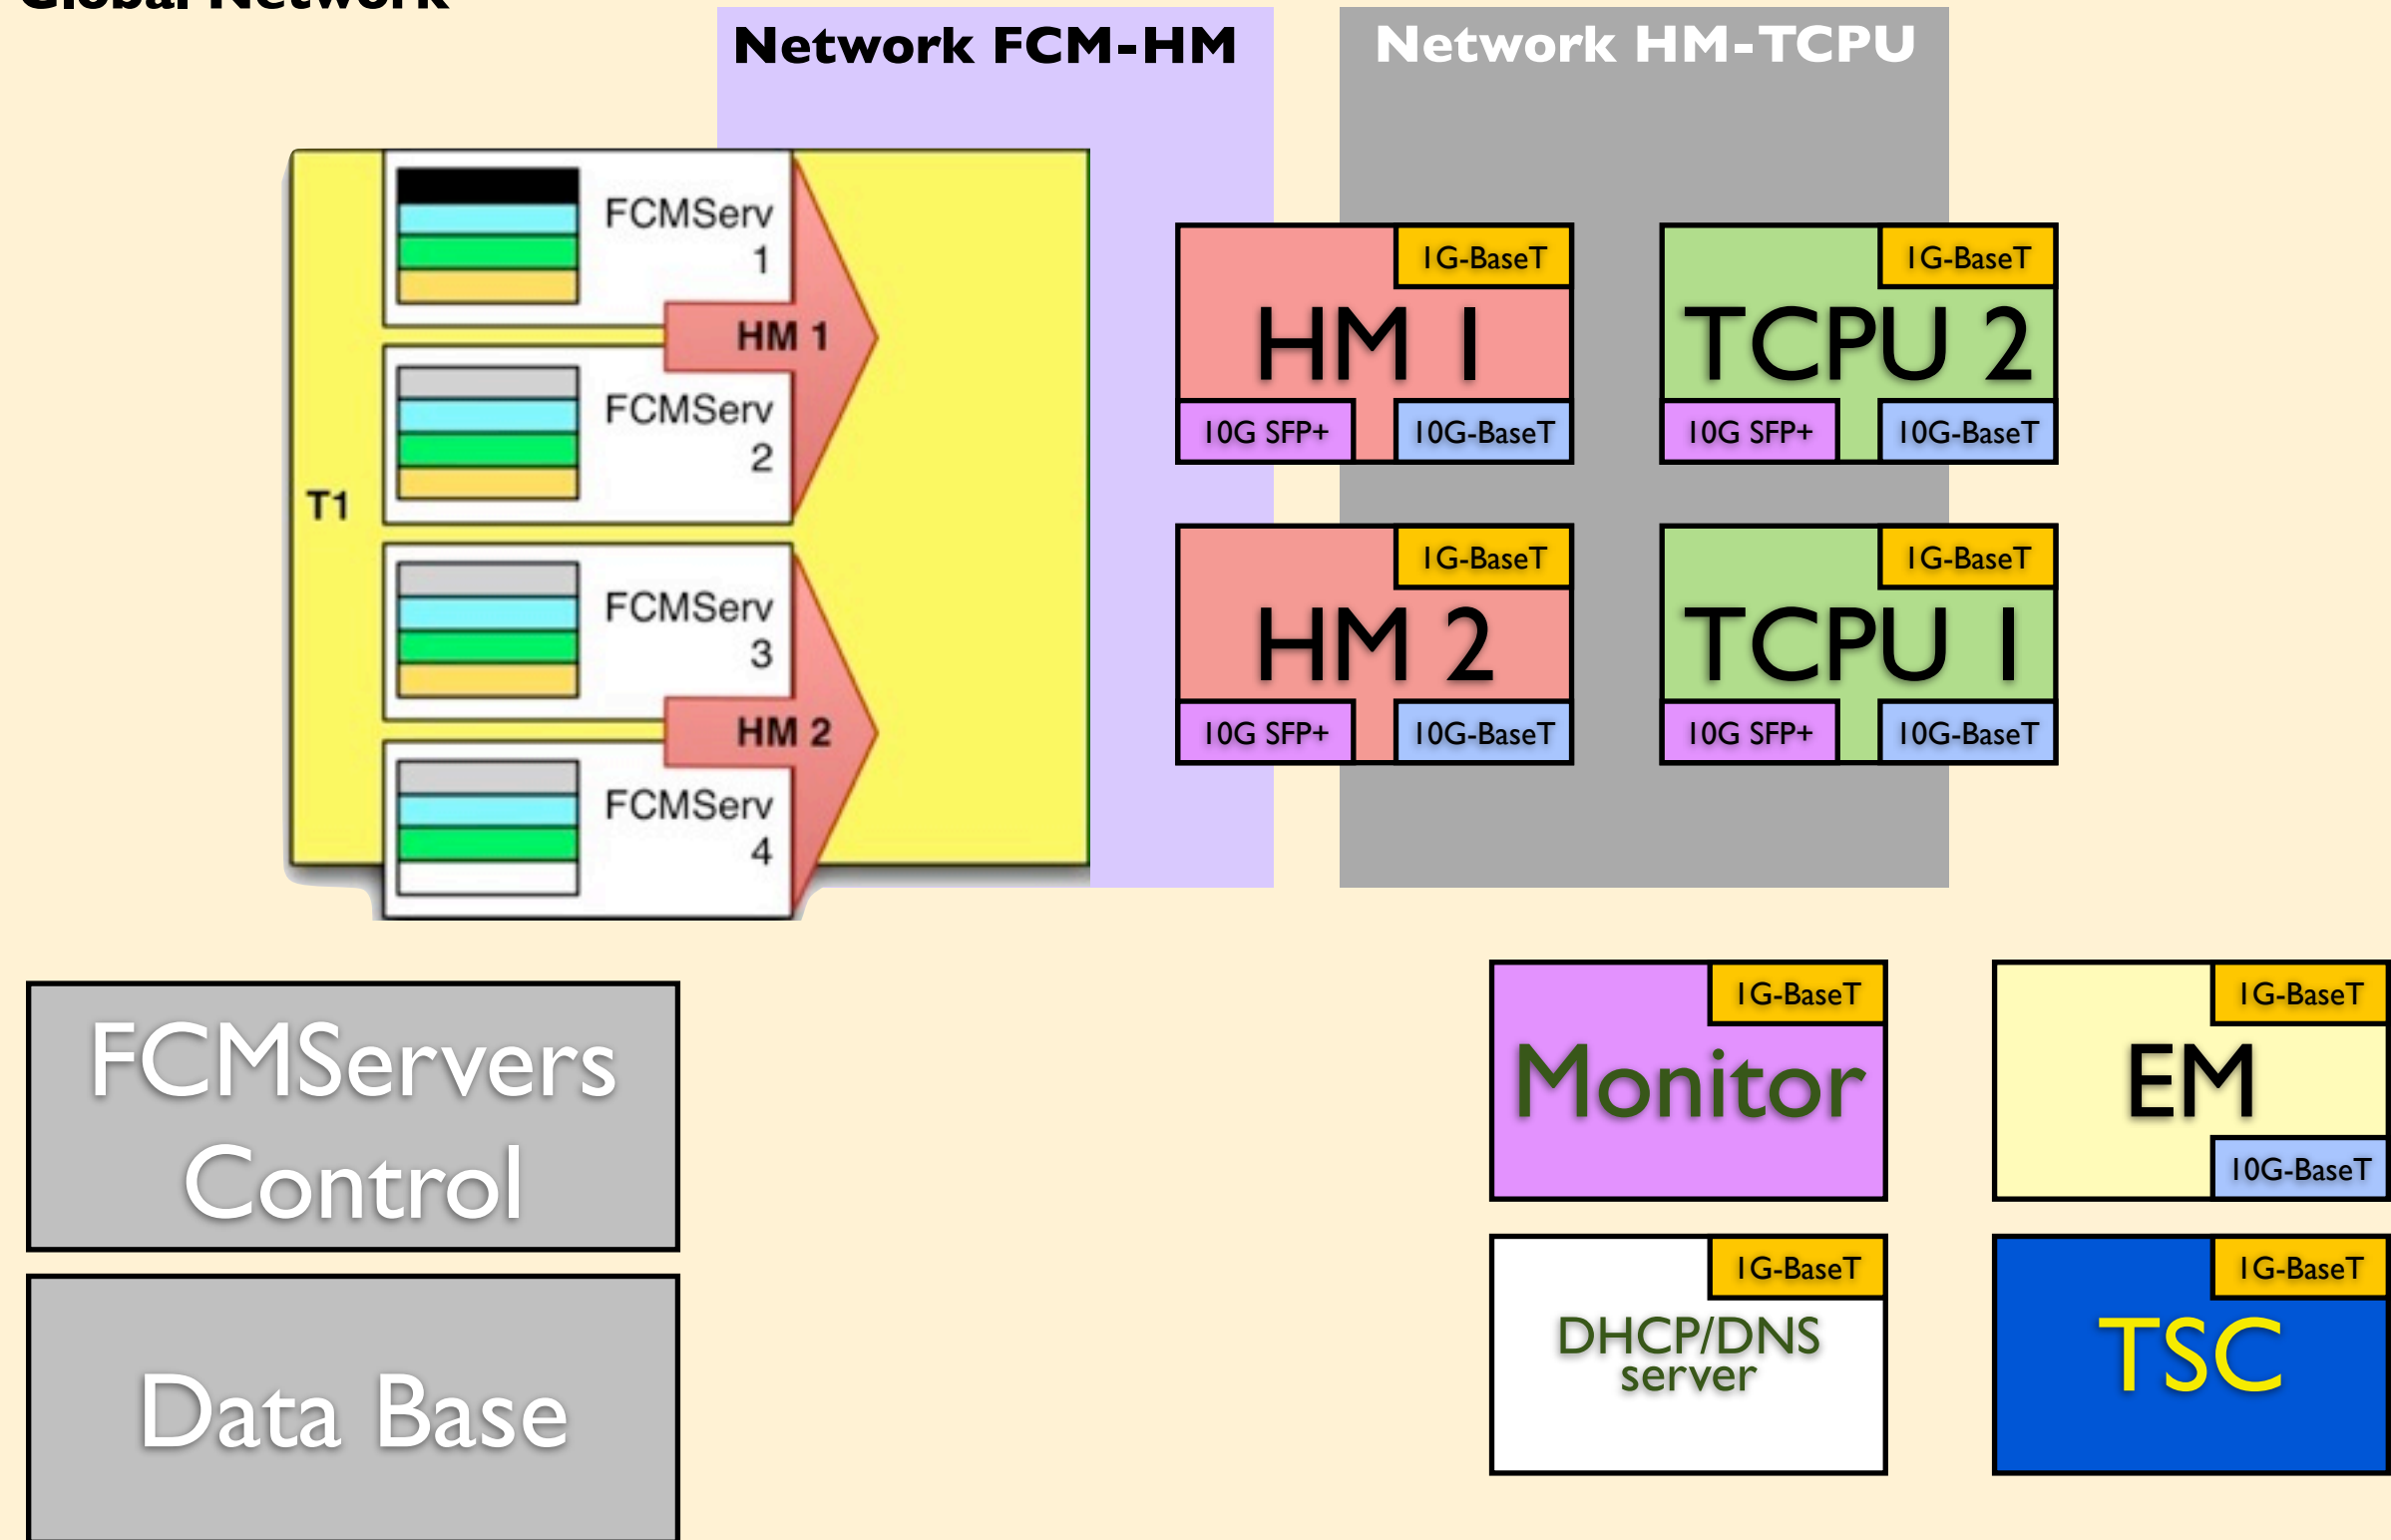 Global Network
Network FCM-HM
Network HM-TCPU
T1
FCMServ
1
HM 1
FCMServ
2
FCMServ
3
HM 2
FCMServ
4
1G-BaseT
HM 1
10G SFP+
10G-BaseT
1G-BaseT
TCPU 2
10G SFP+
10G-BaseT
1G-BaseT
HM 2
10G SFP+
10G-BaseT
1G-BaseT
TCPU 1
10G SFP+
10G-BaseT
FCMServers
Control
Data Base
1G-BaseT
Monitor
1G-BaseT
EM
10G-BaseT
1G-BaseT
DHCP/DNS
server
1G-BaseT
TSC